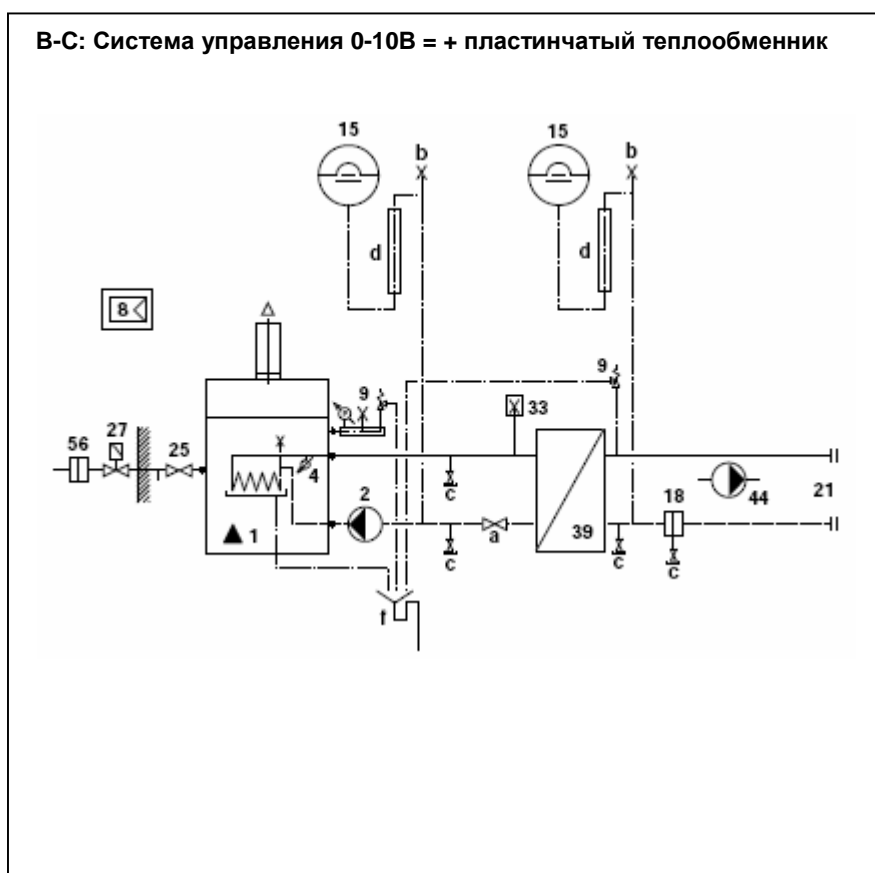 B-C: Система управления 0-10В = + пластинчатый теплообменник
15 15
b b
d d
8
9 9
33
56 27 25
4
2
18
44 21
c
1
a
39
c c c
f